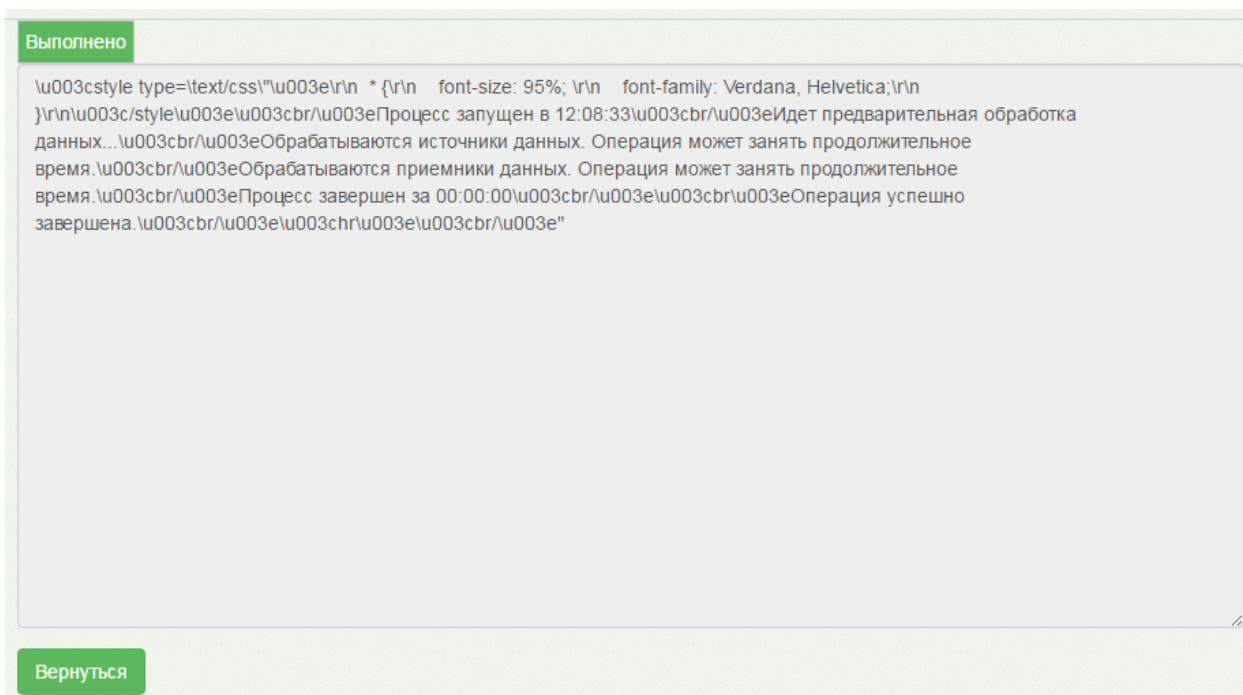 Выполнено
\u003cstyle type=\text/css\"\u003e\r\n * {\r\n font-size: 95%; \r\n font-family: Verdana, Helvetica;\r\n
}\r\n\u003c/style\u003e\u003cbr/\u003eПроцесс запущен в 12:08:33\u003cbr/\u003eИдет предварительная обработка
данных...\u003cbr/\u003eОбрабатываются источники данных. Операция может занять продолжительное
время.\u003cbr/\u003eОбрабатываются приемники данных. Операция может занять продолжительное
время.\u003cbr/\u003eПроцесс завершен за 00:00:00\u003cbr/\u003e\u003cbr\u003eОперация успешно
завершена.\u003cbr/\u003e\u003chr\u003e\u003cbr/\u003e"
Вернуться